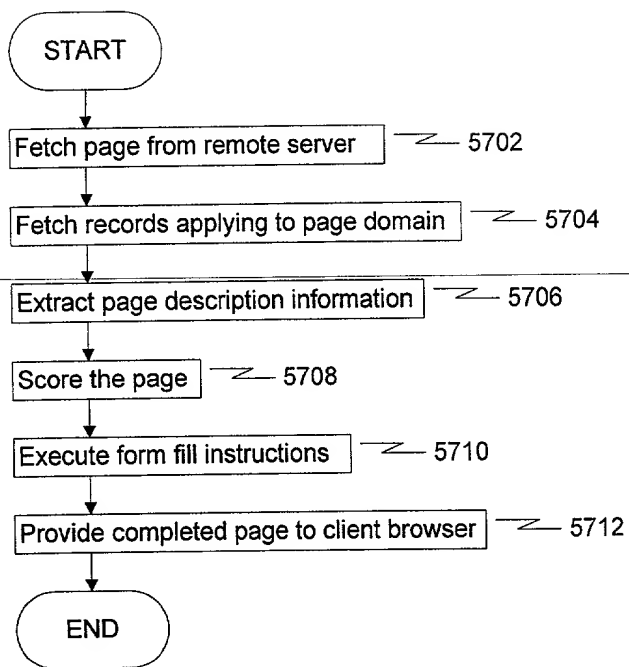 START
Fetch page from remote server 5702
Fetch records applying to page domain 5704
Extract page description information 5706
Score the page 5708
Execute form fill instructions 5710
Provide completed page to client browser 5712
END